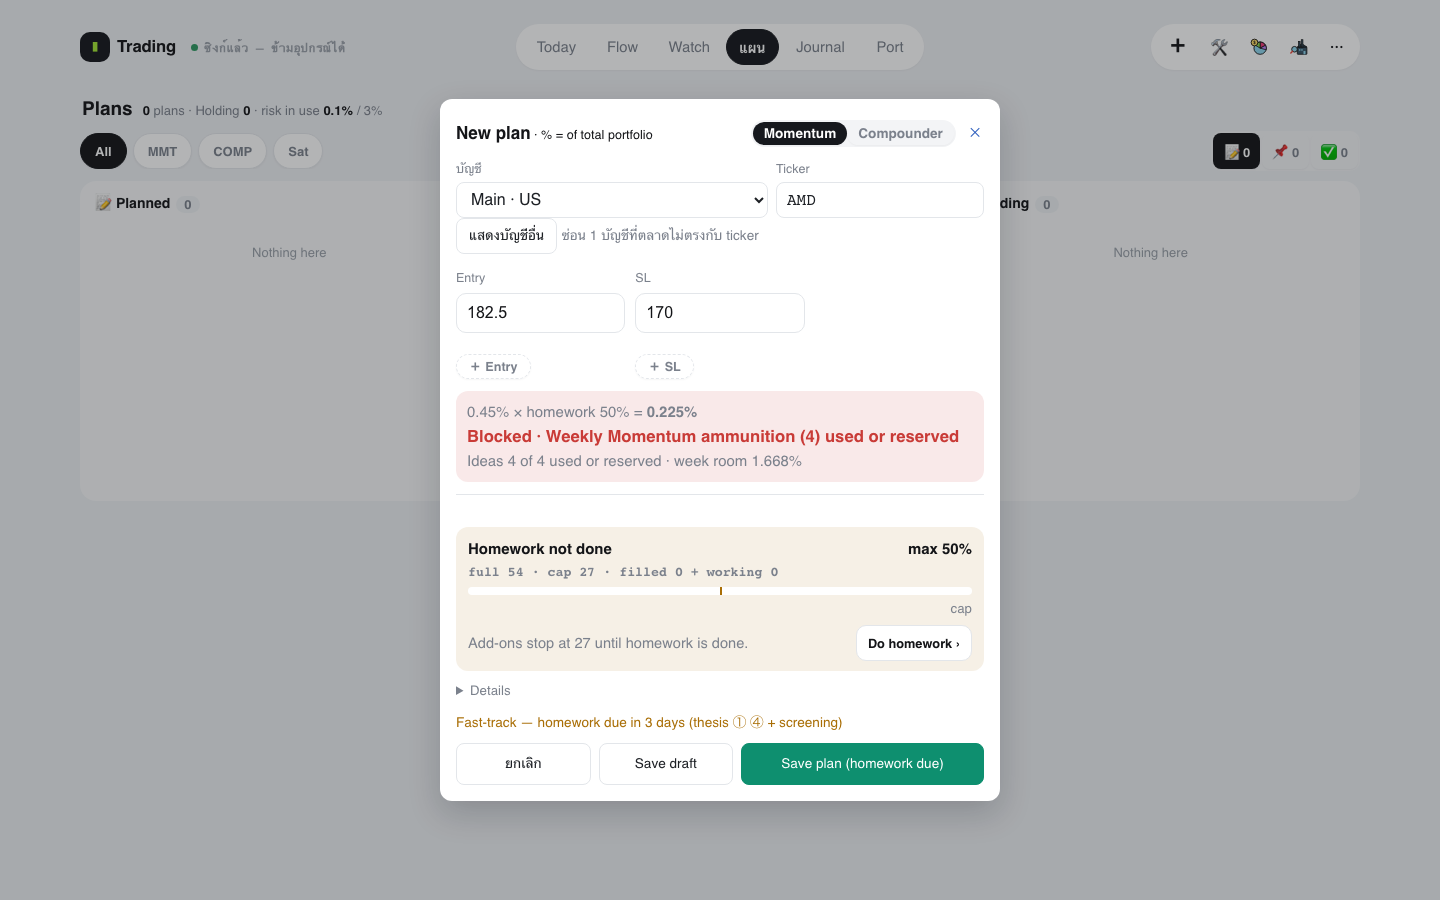 Trading
ซิงก์แล้ว — ข้ามอุปกรณ์ได้
Today Flow Watch แผน Journal Port
Plans 0 plans · Holding 0 · risk in use 0.1% / 3%
All MMT COMP Sat
📝 0 📌 0 ✅ 0
📝 Planned 0
Nothing here
ding 0
Nothing here
New plan · % = of total portfolio
Momentum Compounder ×
บัญชี Ticker
Main · US AMD
แสดงบัญชีอื่น ซ่อน 1 บัญชีที่ตลาดไม่ตรงกับ ticker
Entry SL
182.5 170
+ Entry + SL
0.45% × homework 50% = 0.225%
Blocked · Weekly Momentum ammunition (4) used or reserved
Ideas 4 of 4 used or reserved · week room 1.668%
Homework not done max 50%
full 54 · cap 27 · filled 0 + working 0
cap
Add-ons stop at 27 until homework is done. Do homework ›
▶ Details
Fast-track — homework due in 3 days (thesis ① ④ + screening)
ยกเลิก Save draft Save plan (homework due)